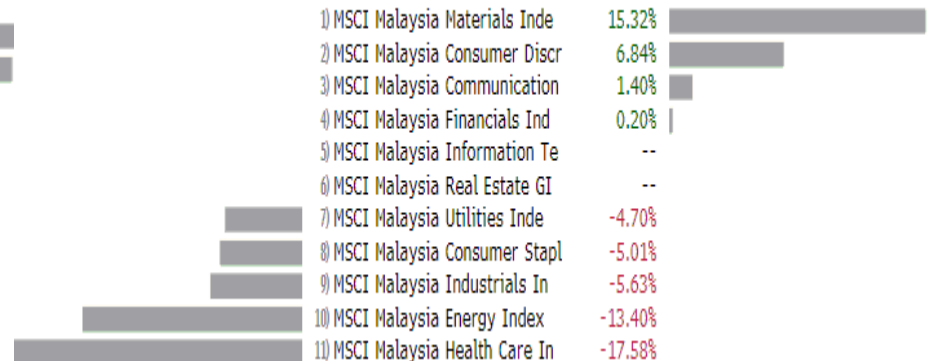 1) MSCI Malaysia Materials Inde 15.32%
2) MSCI Malaysia Consumer Discr 6.84%
3) MSCI Malaysia Communication 1.40%
4) MSCI Malaysia Financials Ind 0.20%
5) MSCI Malaysia Information Te --
6) MSCI Malaysia Real Estate GI --
7) MSCI Malaysia Utilities Inde -4.70%
8) MSCI Malaysia Consumer Stapl -5.01%
9) MSCI Malaysia Industrials In -5.63%
10) MSCI Malaysia Energy Index -13.40%
11) MSCI Malaysia Health Care In -17.58%